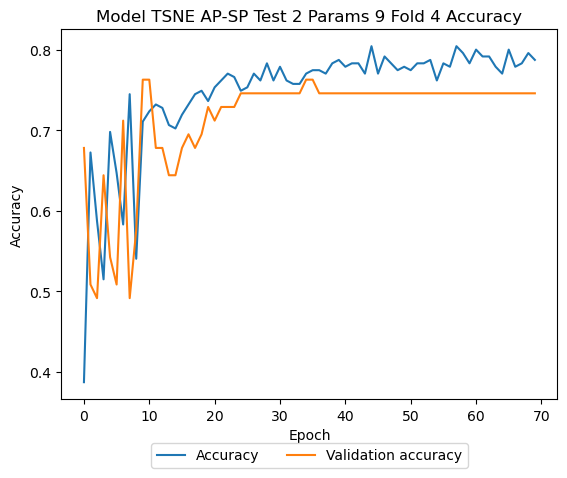 Model TSNE AP-SP Test 2 Params 9 Fold 4 Accuracy
Accuracy
0.8
0.7
0.6
0.5
0.4
0 10 20 30 40 50 60 70
Epoch
Accuracy Validation accuracy